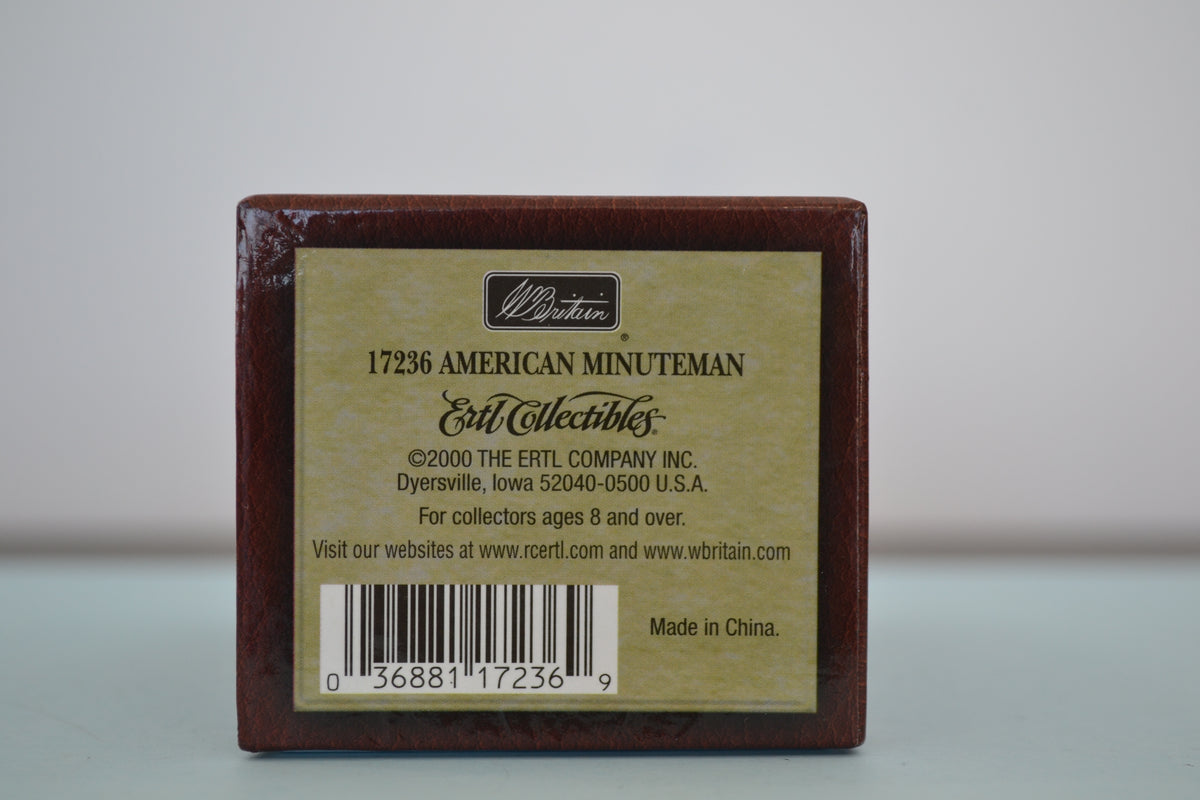 WBritain
®
17236 AMERICAN MINUTEMAN
Ertl Collectibles®
©2000 THE ERTL COMPANY INC.
Dyersville, Iowa 52040-0500 U.S.A.
For collectors ages 8 and over.
Visit our websites at www.rcertl.com and www.wbritain.com
Made in China.
0 36881 17236 9